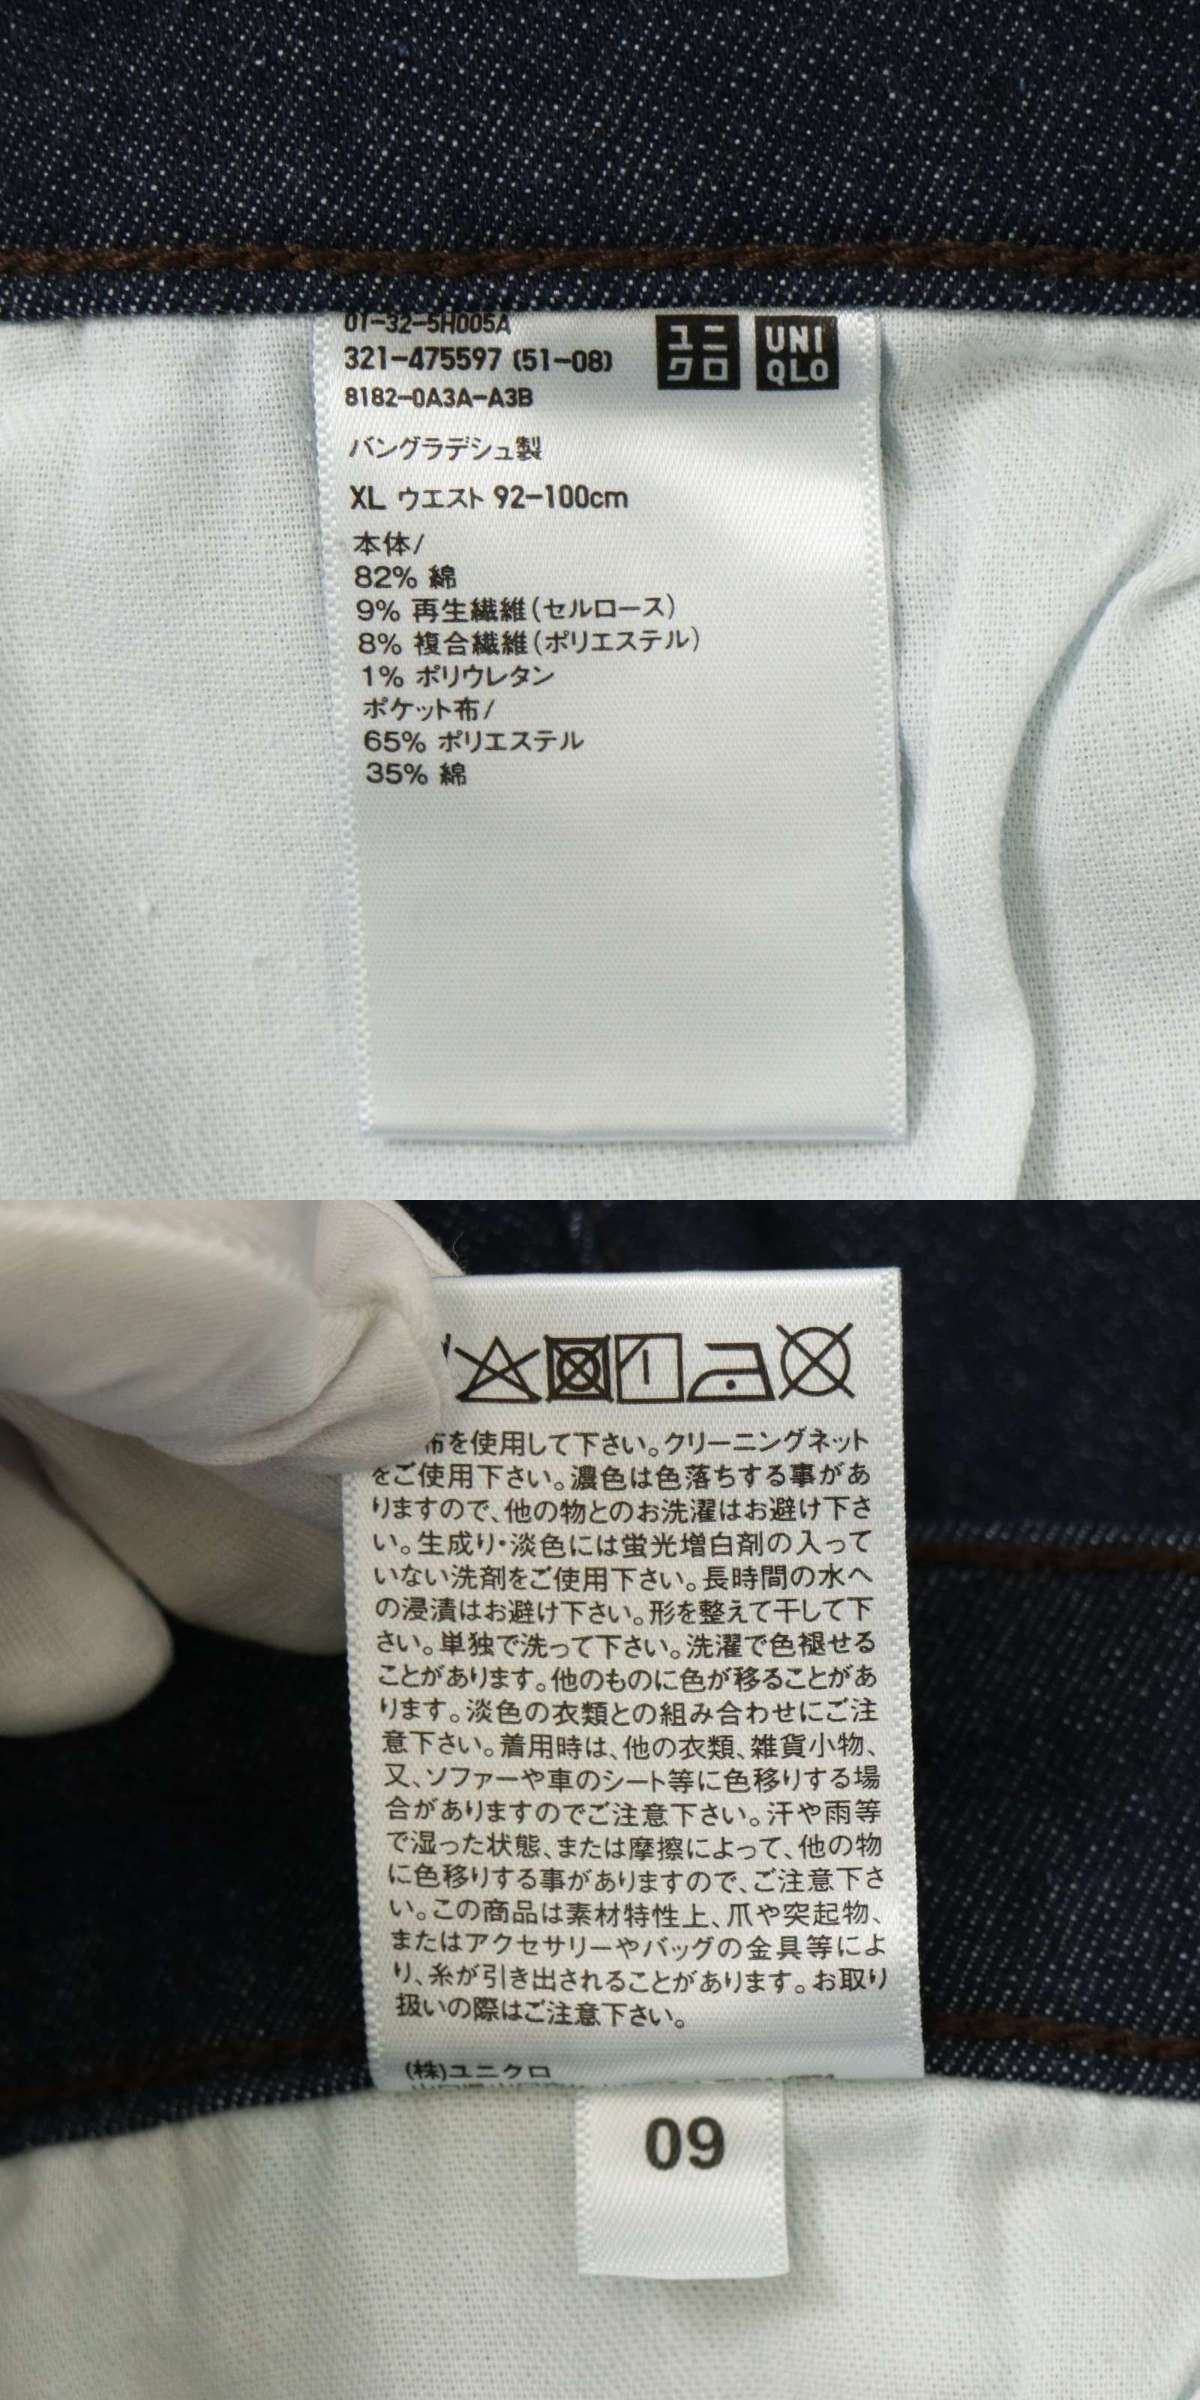 01-32-5H005A
321-475597 (51-08)
8182-0A3A-A3B
ユニ
クロ
UNI
QLO
バングラデシュ製
XL ウエスト 92-100cm
本体/
82% 綿
9% 再生繊維(セルロース)
8% 複合繊維(ポリエステル)
1% ポリウレタン
ポケット布/
65% ポリエステル
35% 綿
布を使用して下さい。クリーニングネット
をご使用下さい。濃色は色落ちする事があ
りますので、他の物とのお洗濯はお避け下さ
い。生成り・淡色には蛍光増白剤の入って
いない洗剤をご使用下さい。長時間の水へ
の浸漬はお避け下さい。形を整えて干して下
さい。単独で洗って下さい。洗濯で色褪せる
ことがあります。他のものに色が移ることがあ
ります。淡色の衣類との組み合わせにご注
意下さい。着用時は、他の衣類、雑貨小物、
又、ソファーや車のシート等に色移りする場
合がありますのでご注意下さい。汗や雨等
で湿った状態、または摩擦によって、他の物
に色移りする事がありますので、ご注意下さ
い。この商品は素材特性上、爪や突起物、
またはアクセサリーやバッグの金具等によ
り、糸が引き出されることがあります。お取り
扱いの際はご注意下さい。
(株)ユニクロ
09